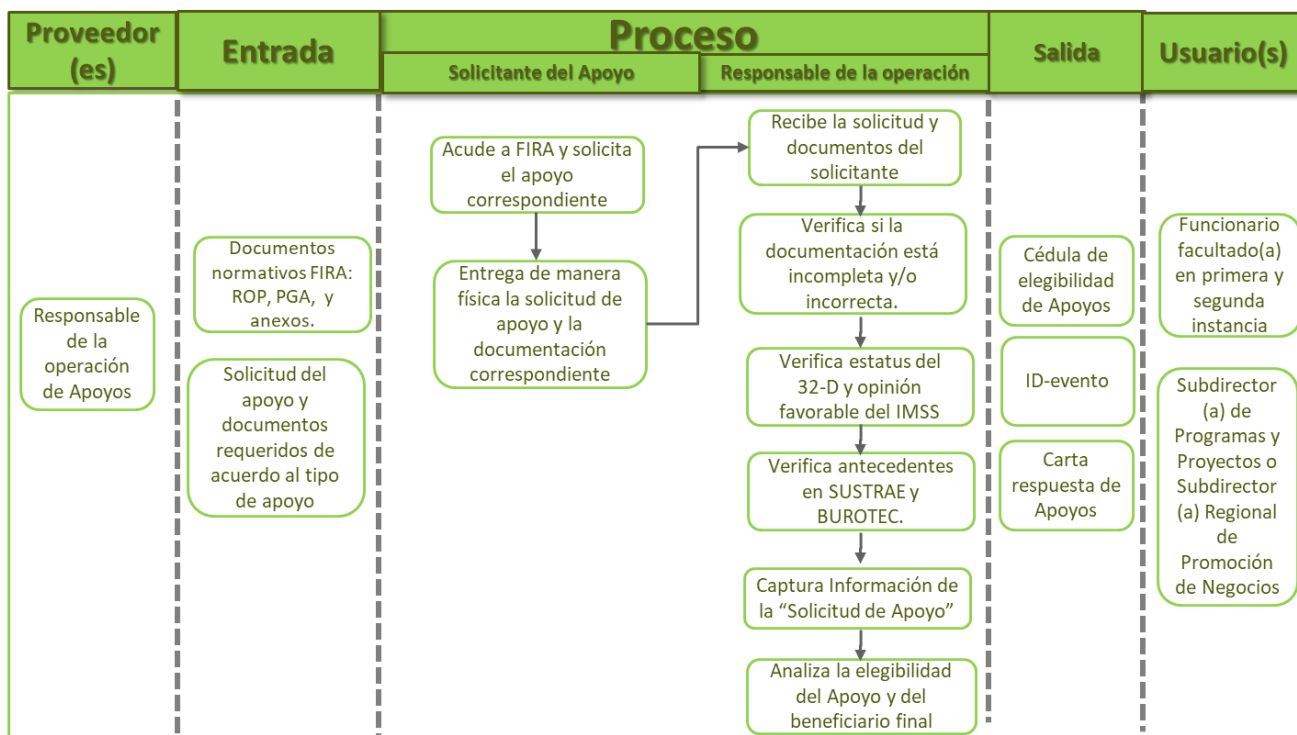 Proveedor
(es)
Entrada
Proceso
Solicitante del Apoyo
Responsable de la operación
Salida
Usuario(s)
Responsable
de la
operación
de Apoyos
Documentos
normativos FIRA:
ROP, PGA, y
anexos.
Solicitud del
apoyo y
documentos
requeridos de
acuerdo al tipo
de apoyo
Acude a FIRA y solicita
el apoyo
correspondiente
Entrega de manera
física la solicitud de
apoyo y la
documentación
correspondiente
Recibe la solicitud y
documentos del
solicitante
Verifica si la
documentación está
incompleta y/o
incorrecta.
Verifica estatus del
32-D y opinión
favorable del IMSS
Verifica antecedentes
en SUSTRAE y
BUROTEC.
Captura Información de
la “Solicitud de Apoyo”
Analiza la elegibilidad
del Apoyo y del
beneficiario final
Cédula de
elegibilidad
de Apoyos
ID-evento
Carta
respuesta de
Apoyos
Funcionario
facultado(a)
en primera y
segunda
instancia
Subdirector
(a) de
Programas y
Proyectos o
Subdirector
(a) Regional
de
Promoción
de Negocios